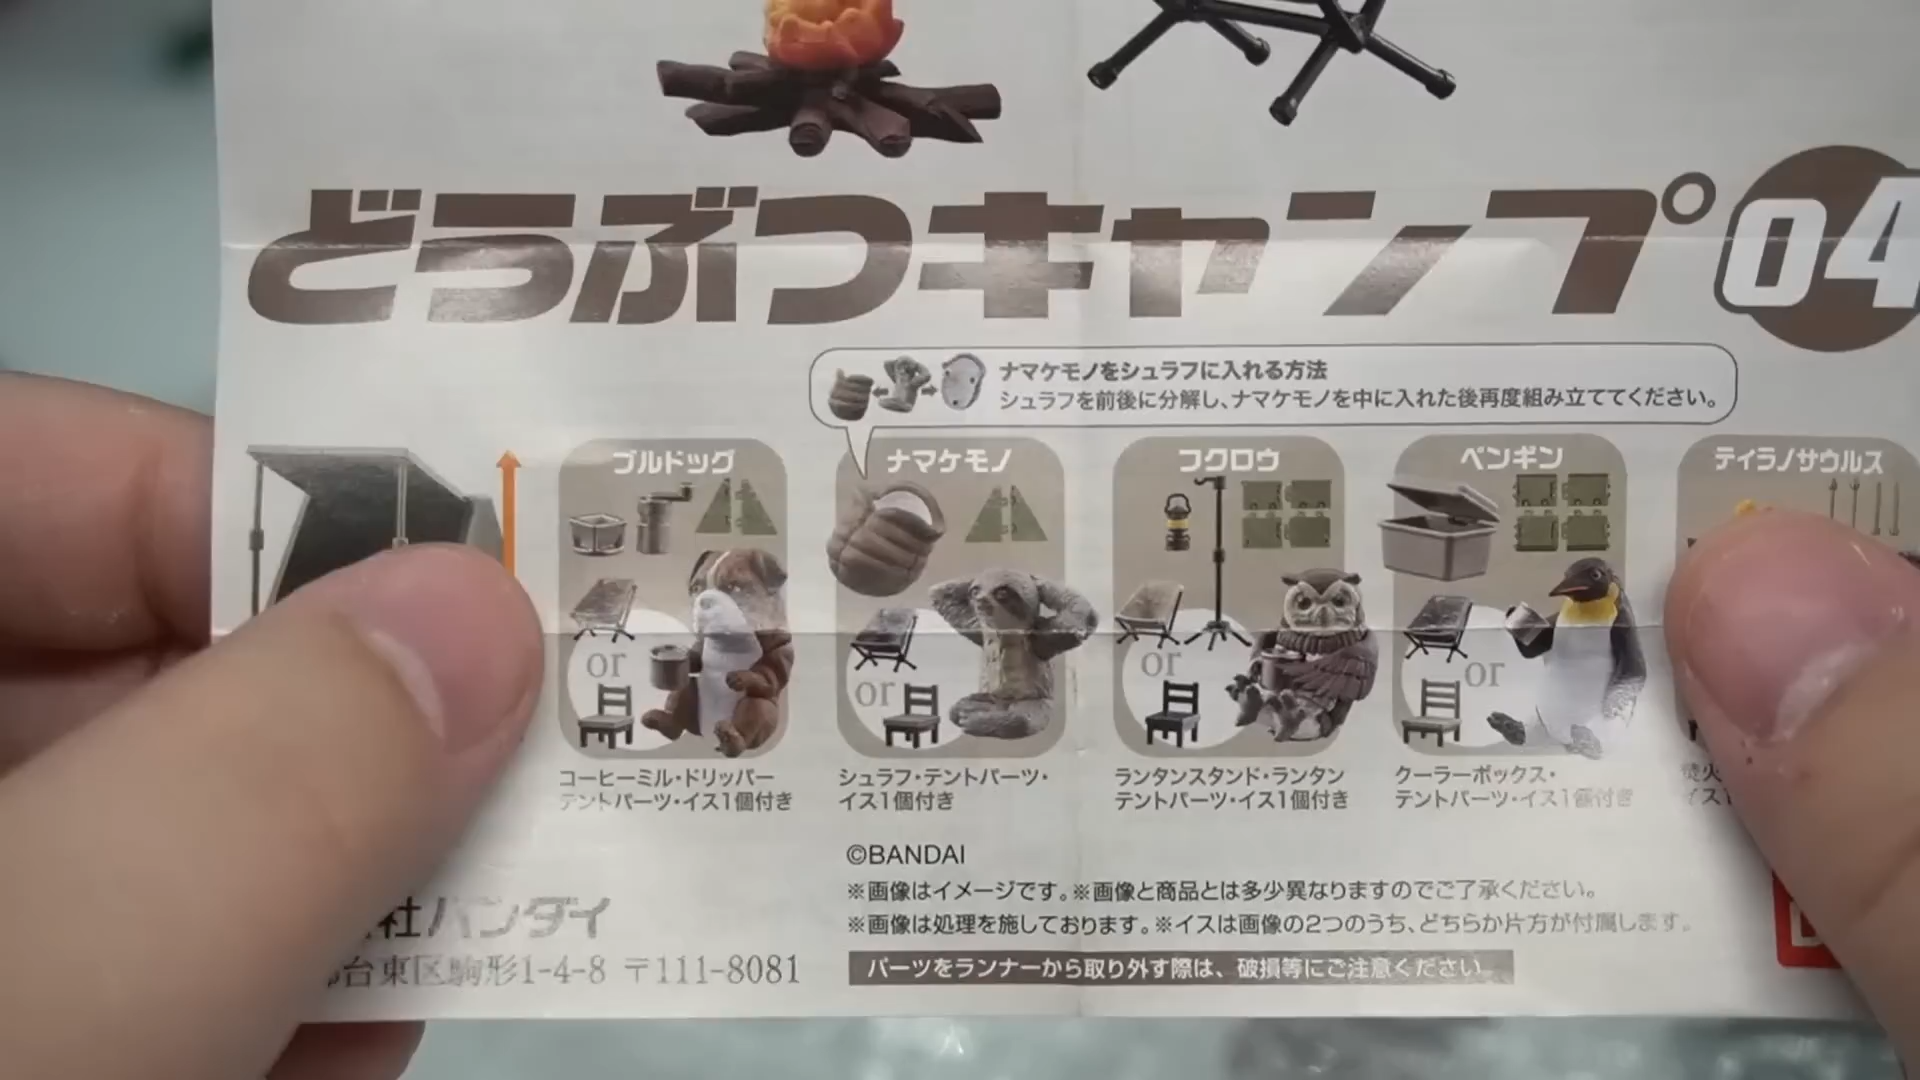 どうぶつキャンプ 04
ナマケモノをシュラフに入れる方法
シュラフを前後に分解し、ナマケモノを中に入れた後再度組み立ててください。
ブルドッグ
ナマケモノ
フクロウ
ペンギン
ティラノサウルス
or
or
or
or
コーヒーミル・ドリッパー
テントパーツ・イス1個付き
シュラフ・テントパーツ・
イス1個付き
ランタンスタンド・ランタン
テントパーツ・イス1個付き
クーラーボックス・
テントパーツ・イス1個付き
焚火
イス1
©BANDAI
※画像はイメージです。※画像と商品とは多少異なりますのでご了承ください。
※画像は処理を施しております。※イスは画像の2つのうち、どちらか片方が付属します。
パーツをランナーから取り外す際は、破損等にご注意ください。
社バンダイ
台東区駒形1-4-8 〒111-8081